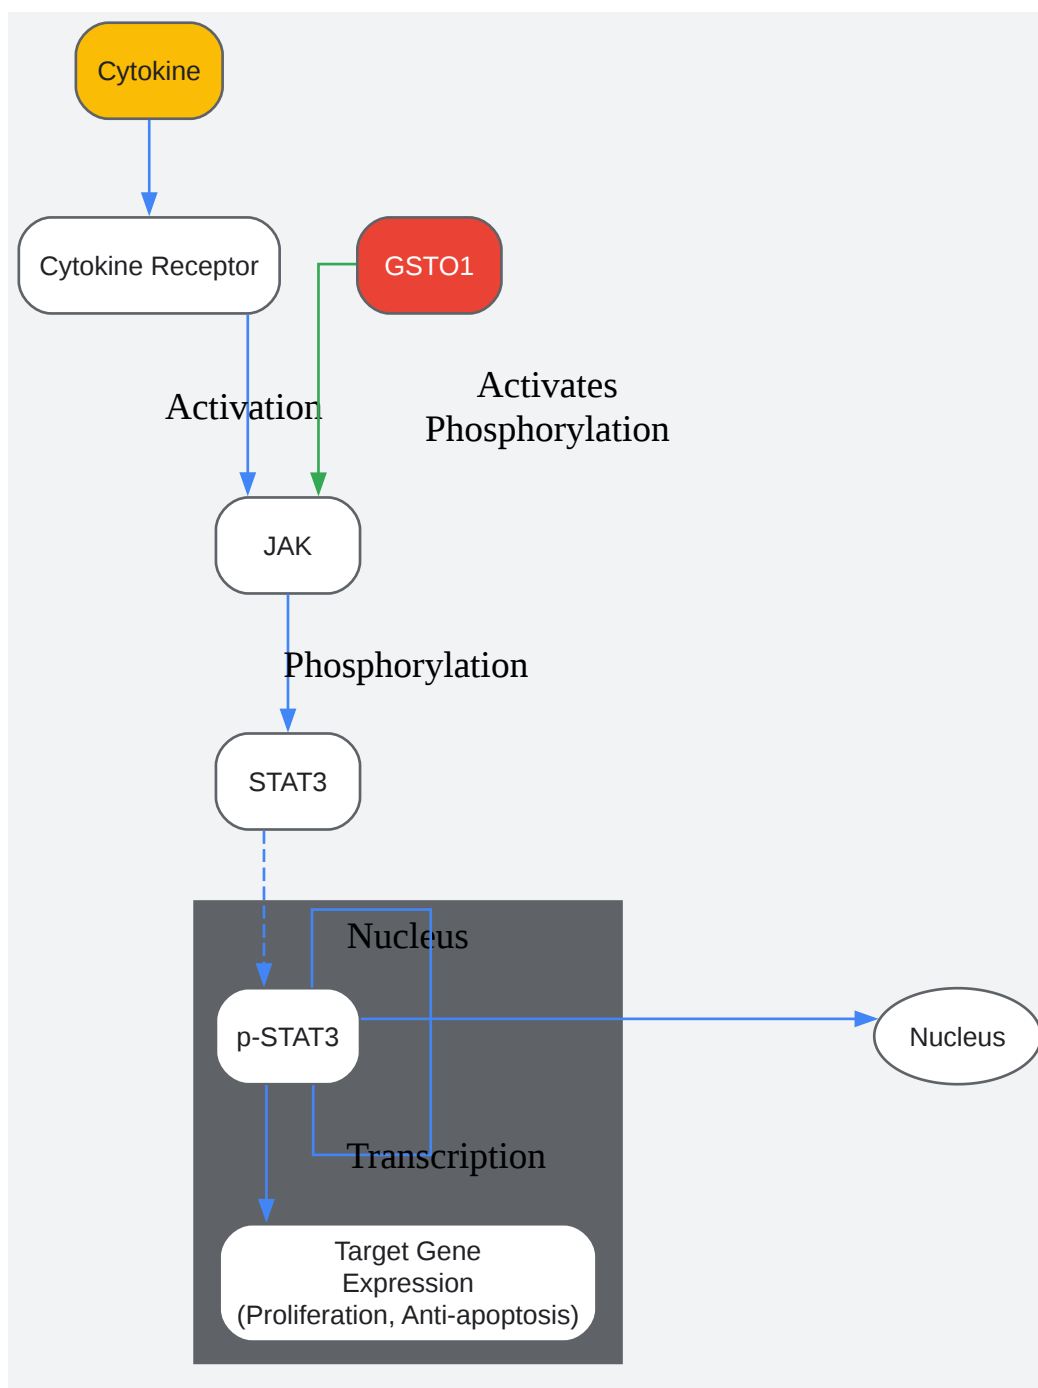 Cytokine
Cytokine Receptor
GSTO1
Activation
Activates
Phosphorylation
JAK
Phosphorylation
STAT3
Nucleus
p-STAT3
Nucleus
Transcription
Target Gene
Expression
(Proliferation, Anti-apoptosis)